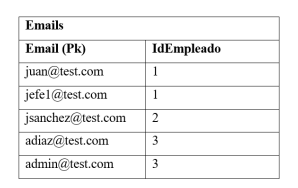 Emails
Email (Pk) IdEmpleado
juan@test.com 1
jefe1@test.com 1
jsanchez@test.com 2
adiaz@test.com 3
admin@test.com 3